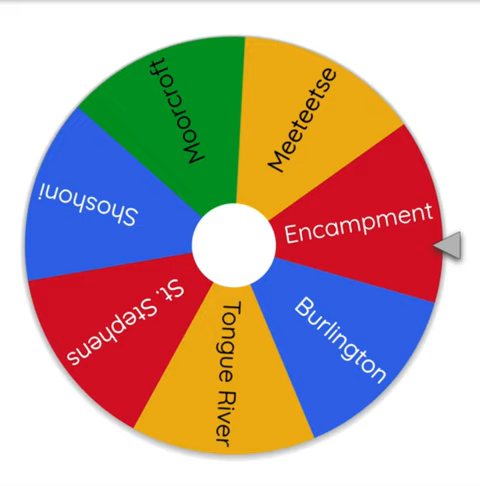 Moorcroft
Meeteetse
Encampment
Burlington
Tongue River
St. Stephens
Shoshoni